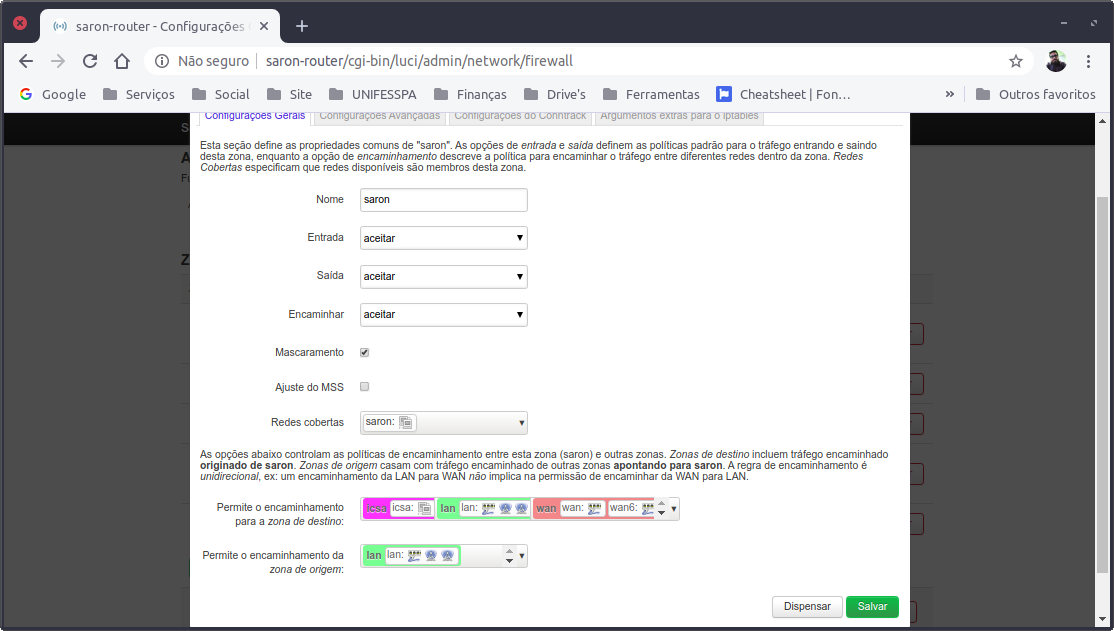 saron-router - Configurações
Não seguro
saron-router/cgi-bin/luci/admin/network/firewall
Google
Serviços
Social
Site
UNIFESSPA
Finanças
Drive's
Ferramentas
Cheatsheet | Fon…
»
Outros favoritos
Configurações Gerais
Configurações Avançadas
Configurações do Conntrack
Argumentos extras para o iptables
Esta seção define as propriedades comuns de "saron". As opções de entrada e saída definem as políticas padrão para o tráfego entrando e saindo
desta zona, enquanto a opção de encaminhamento descreve a política para encaminhar o tráfego entre diferentes redes dentro da zona. Redes
Cobertas especificam que redes disponíveis são membros desta zona.
Nome
saron
Entrada
aceitar
Saída
aceitar
Encaminhar
aceitar
Mascaramento
Ajuste do MSS
Redes cobertas
saron:
As opções abaixo controlam as políticas de encaminhamento entre esta zona (saron) e outras zonas. Zonas de destino incluem tráfego encaminhado
originado de saron. Zonas de origem casam com tráfego encaminhado de outras zonas apontando para saron. A regra de encaminhamento é
unidirecional, ex: um encaminhamento da LAN para WAN não implica na permissão de encaminhar da WAN para LAN.
Permite o encaminhamento
para a zona de destino:
icsa icsa: lan lan: wan wan: wan6:
Permite o encaminhamento da
zona de origem:
lan lan:
Dispensar
Salvar